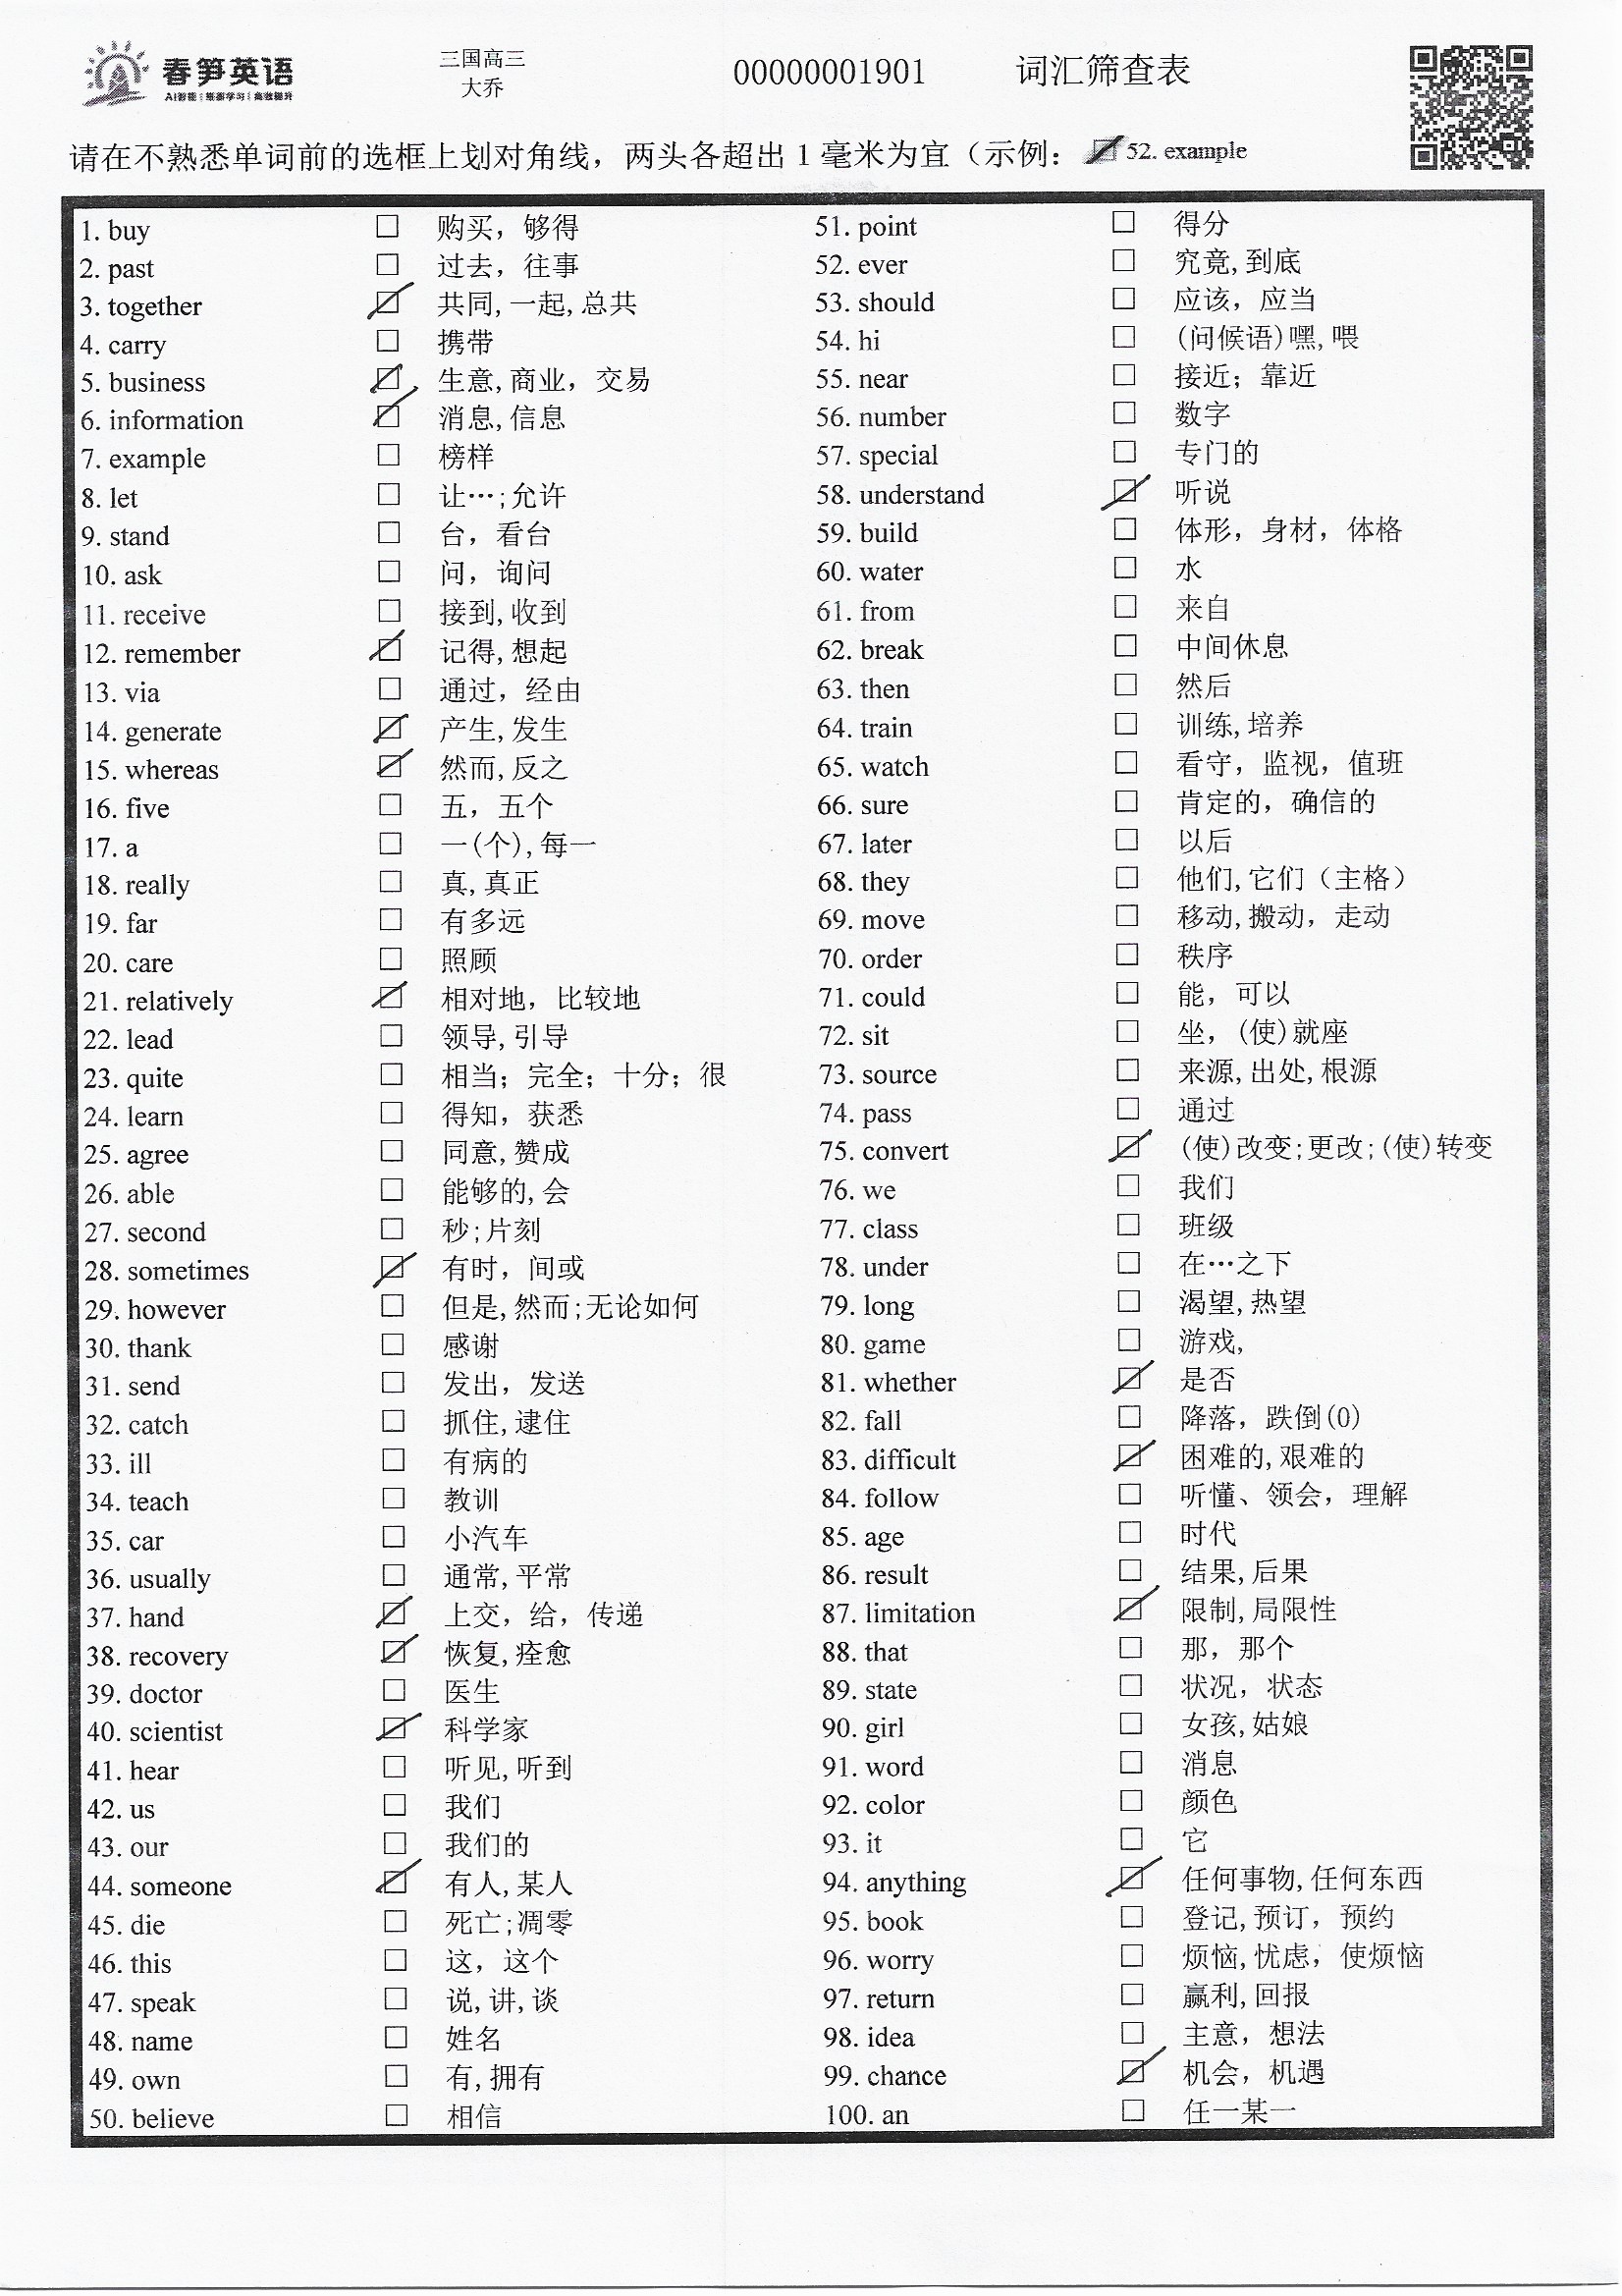 春笋英语
AI智能 | 渐渐学习 | 高效提升
三国高三
大乔
00000001901
词汇筛查表
请在不熟悉单词前的选框上划对角线，两头各超出 1 毫米为宜（示例： 52. example
1. buy 购买，够得
2. past 过去，往事
3. together 共同,一起,总共
4. carry 携带
5. business 生意,商业，交易
6. information 消息,信息
7. example 榜样
8. let 让…;允许
9. stand 台，看台
10. ask 问，询问
11. receive 接到,收到
12. remember 记得,想起
13. via 通过，经由
14. generate 产生,发生
15. whereas 然而,反之
16. five 五，五个
17. a 一(个),每一
18. really 真,真正
19. far 有多远
20. care 照顾
21. relatively 相对地，比较地
22. lead 领导,引导
23. quite 相当；完全；十分；很
24. learn 得知，获悉
25. agree 同意,赞成
26. able 能够的,会
27. second 秒;片刻
28. sometimes 有时，间或
29. however 但是,然而;无论如何
30. thank 感谢
31. send 发出，发送
32. catch 抓住,逮住
33. ill 有病的
34. teach 教训
35. car 小汽车
36. usually 通常,平常
37. hand 上交，给，传递
38. recovery 恢复,痊愈
39. doctor 医生
40. scientist 科学家
41. hear 听见,听到
42. us 我们
43. our 我们的
44. someone 有人,某人
45. die 死亡;凋零
46. this 这，这个
47. speak 说,讲,谈
48. name 姓名
49. own 有,拥有
50. believe 相信
51. point 得分
52. ever 究竟,到底
53. should 应该，应当
54. hi (问候语)嘿,喂
55. near 接近；靠近
56. number 数字
57. special 专门的
58. understand 听说
59. build 体形，身材，体格
60. water 水
61. from 来自
62. break 中间休息
63. then 然后
64. train 训练,培养
65. watch 看守，监视，值班
66. sure 肯定的，确信的
67. later 以后
68. they 他们,它们（主格）
69. move 移动,搬动，走动
70. order 秩序
71. could 能，可以
72. sit 坐，(使)就座
73. source 来源,出处,根源
74. pass 通过
75. convert (使)改变;更改;(使)转变
76. we 我们
77. class 班级
78. under 在…之下
79. long 渴望,热望
80. game 游戏,
81. whether 是否
82. fall 降落，跌倒(0)
83. difficult 困难的,艰难的
84. follow 听懂、领会，理解
85. age 时代
86. result 结果,后果
87. limitation 限制,局限性
88. that 那，那个
89. state 状况，状态
90. girl 女孩,姑娘
91. word 消息
92. color 颜色
93. it 它
94. anything 任何事物,任何东西
95. book 登记,预订，预约
96. worry 烦恼,忧虑，使烦恼
97. return 赢利,回报
98. idea 主意，想法
99. chance 机会，机遇
100. an 任一某一